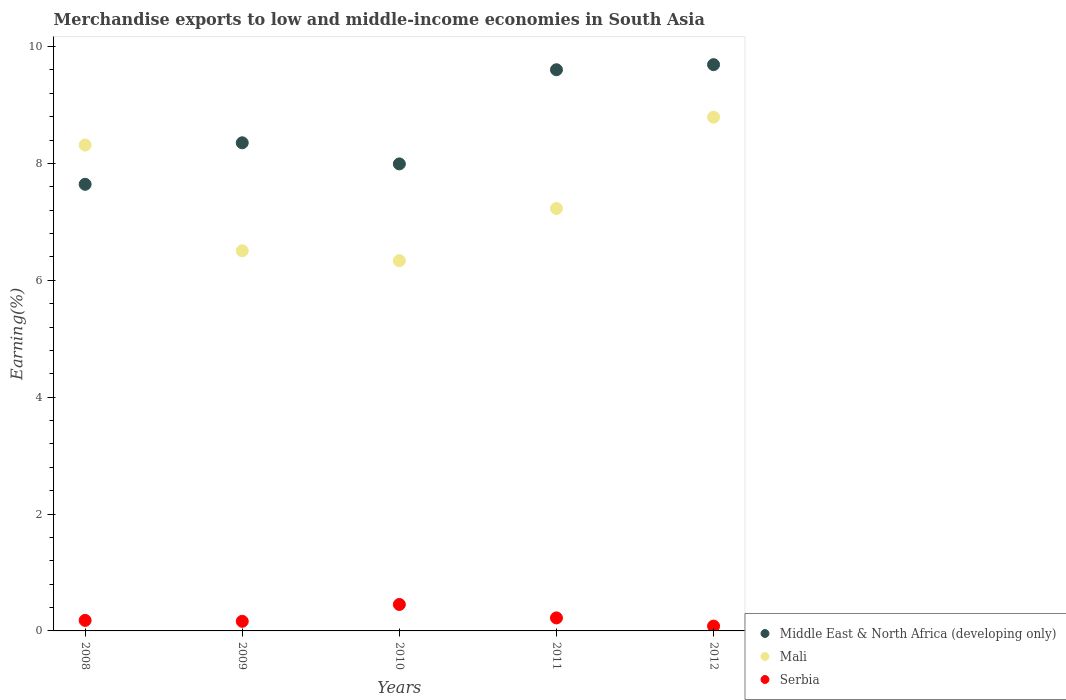 Merchandise exports to low and middle-income economies in South Asia
Earning(%)
10
8
6
4
2
0
2008
2009
2010
2011
2012
Years
Middle East & North Africa (developing only)
Mali
Serbia